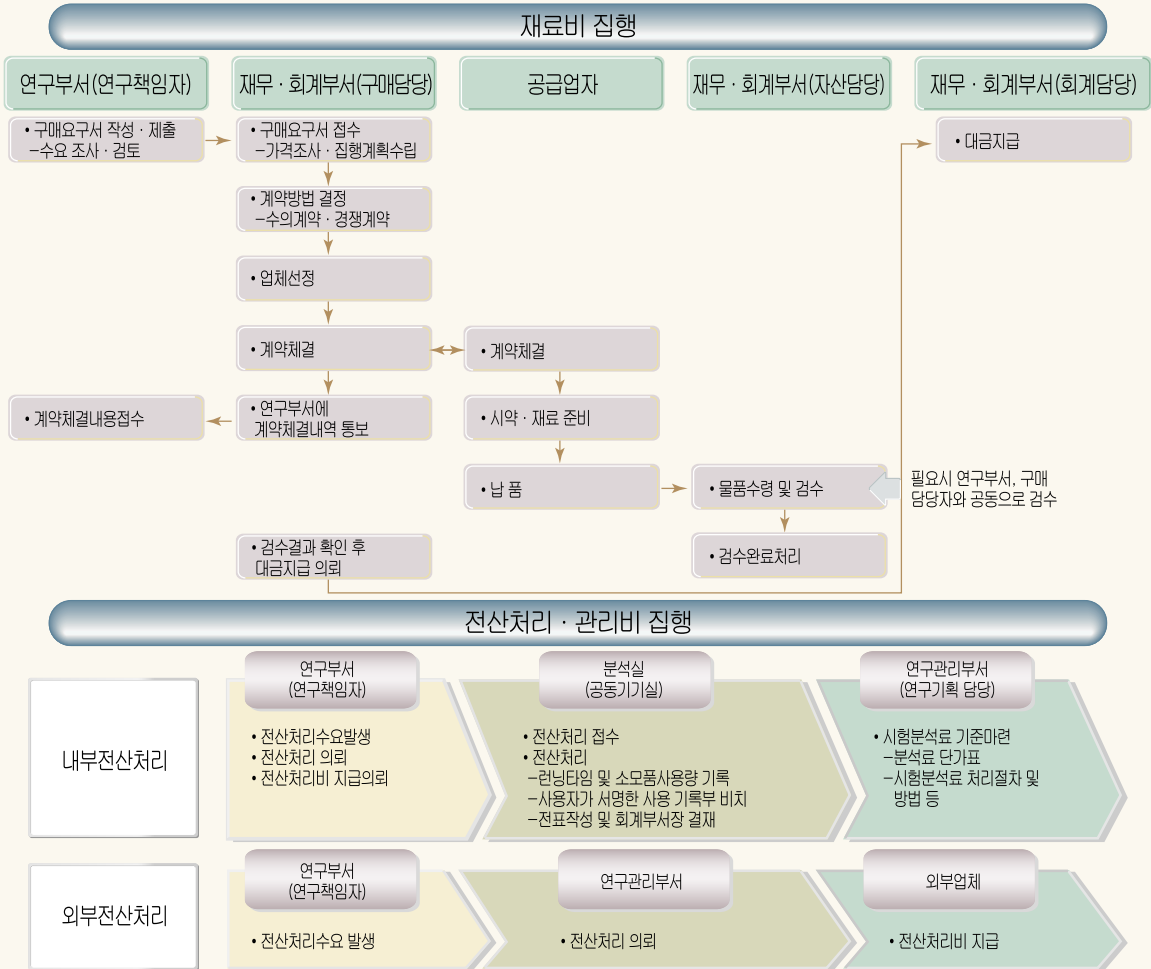 재료비 집행
연구부서(연구책임자)
재무 · 회계부서(구매담당)
공급업자
재무 · 회계부서(자산담당)
재무 · 회계부서(회계담당)
• 구매요구서 작성 · 제출
–수요 조사 · 검토
• 구매요구서 접수
–가격조사 · 집행계획수립
• 대금지급
• 계약방법 결정
–수의계약 · 경쟁계약
• 업체선정
• 계약체결
• 계약체결
• 계약체결내용접수
• 연구부서에
계약체결내역 통보
• 시약 · 재료 준비
• 납 품
• 물품수령 및 검수
필요시 연구부서, 구매
담당자와 공동으로 검수
• 검수결과 확인 후
대금지급 의뢰
• 검수완료처리
전산처리 · 관리비 집행
내부전산처리
연구부서
(연구책임자)
• 전산처리수요발생
• 전산처리 의뢰
• 전산처리비 지급의뢰
분석실
(공동기기실)
• 전산처리 접수
• 전산처리
–런닝타임 및 소모품사용량 기록
–사용자가 서명한 사용 기록부 비치
–전표작성 및 회계부서장 결재
연구관리부서
(연구기획 담당)
• 시험분석료 기준마련
–분석료 단가표
–시험분석료 처리절차 및
방법 등
외부전산처리
연구부서
(연구책임자)
• 전산처리수요 발생
연구관리부서
• 전산처리 의뢰
외부업체
• 전산처리비 지급